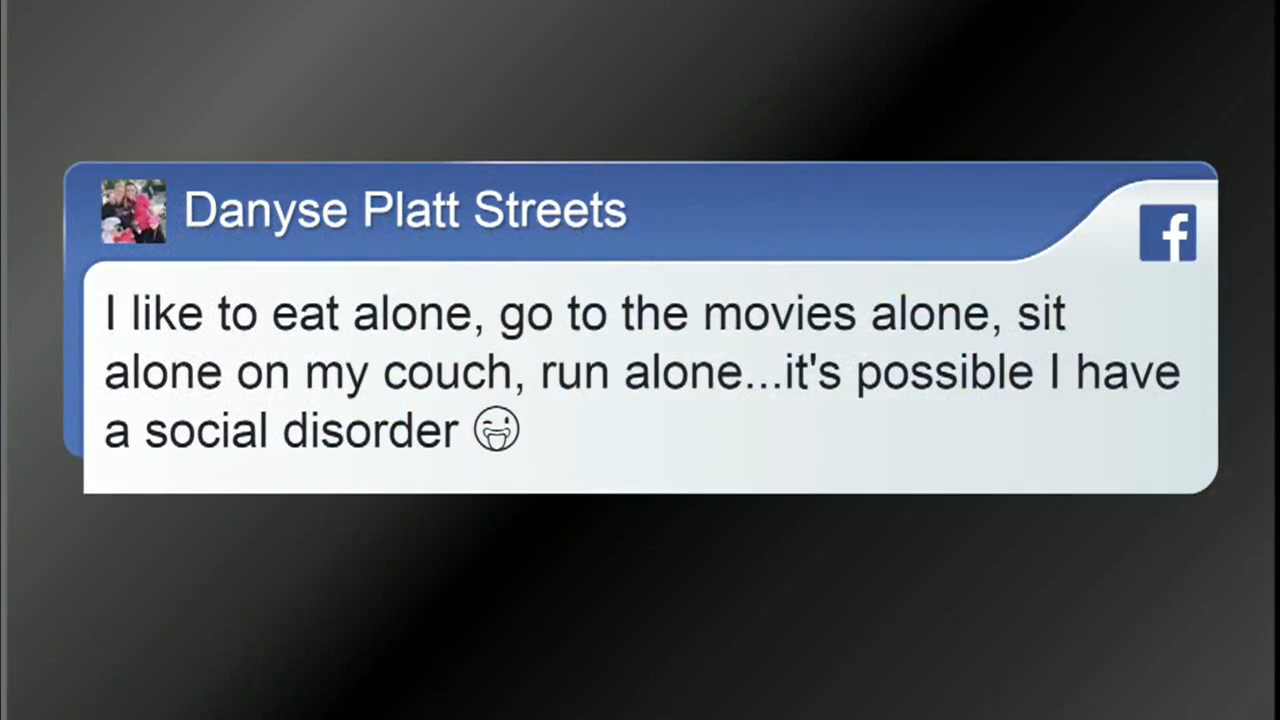 Danyse Platt Streets
f
I like to eat alone, go to the movies alone, sit
alone on my couch, run alone...it's possible I have
a social disorder 😜